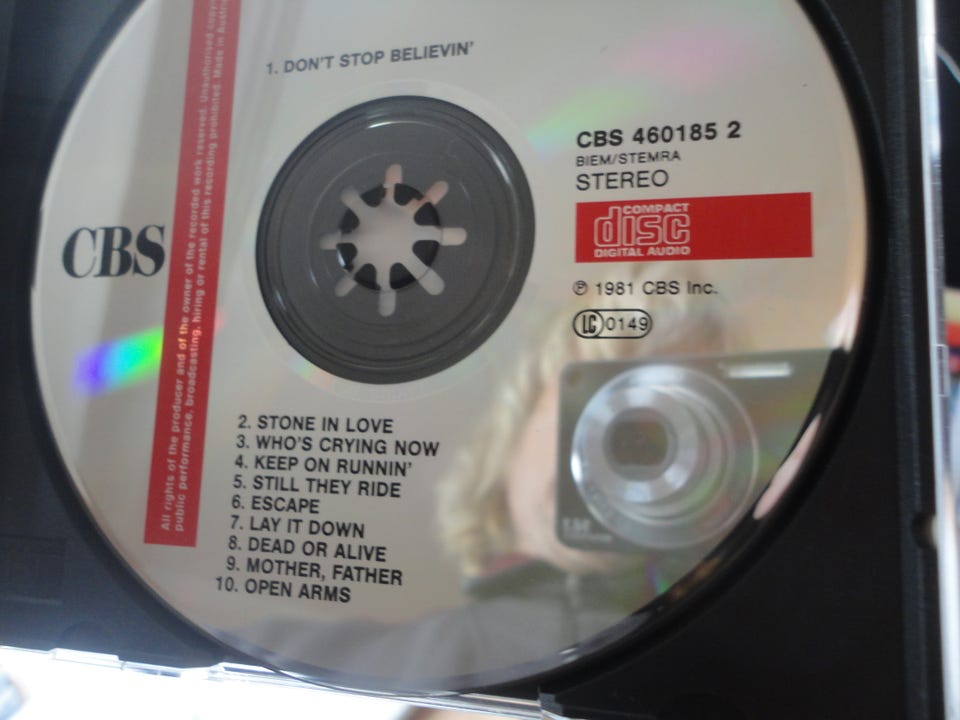 1. DON'T STOP BELIEVIN'
CBS 460185 2
BIEM/STEMRA
STEREO
COMPACT
disc
DIGITAL AUDIO
℗ 1981 CBS Inc.
LC 0149
CBS
All rights of the producer and of the owner of the recorded work reserved. Unauthorised
public performance, broadcasting, hiring or rental of this recording prohibited. Made in
2. STONE IN LOVE
3. WHO'S CRYING NOW
4. KEEP ON RUNNIN'
5. STILL THEY RIDE
6. ESCAPE
7. LAY IT DOWN
8. DEAD OR ALIVE
9. MOTHER, FATHER
10. OPEN ARMS